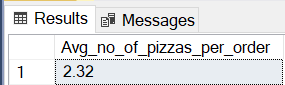 Results Messages
Avg_no_of_pizzas_per_order
1 2.32